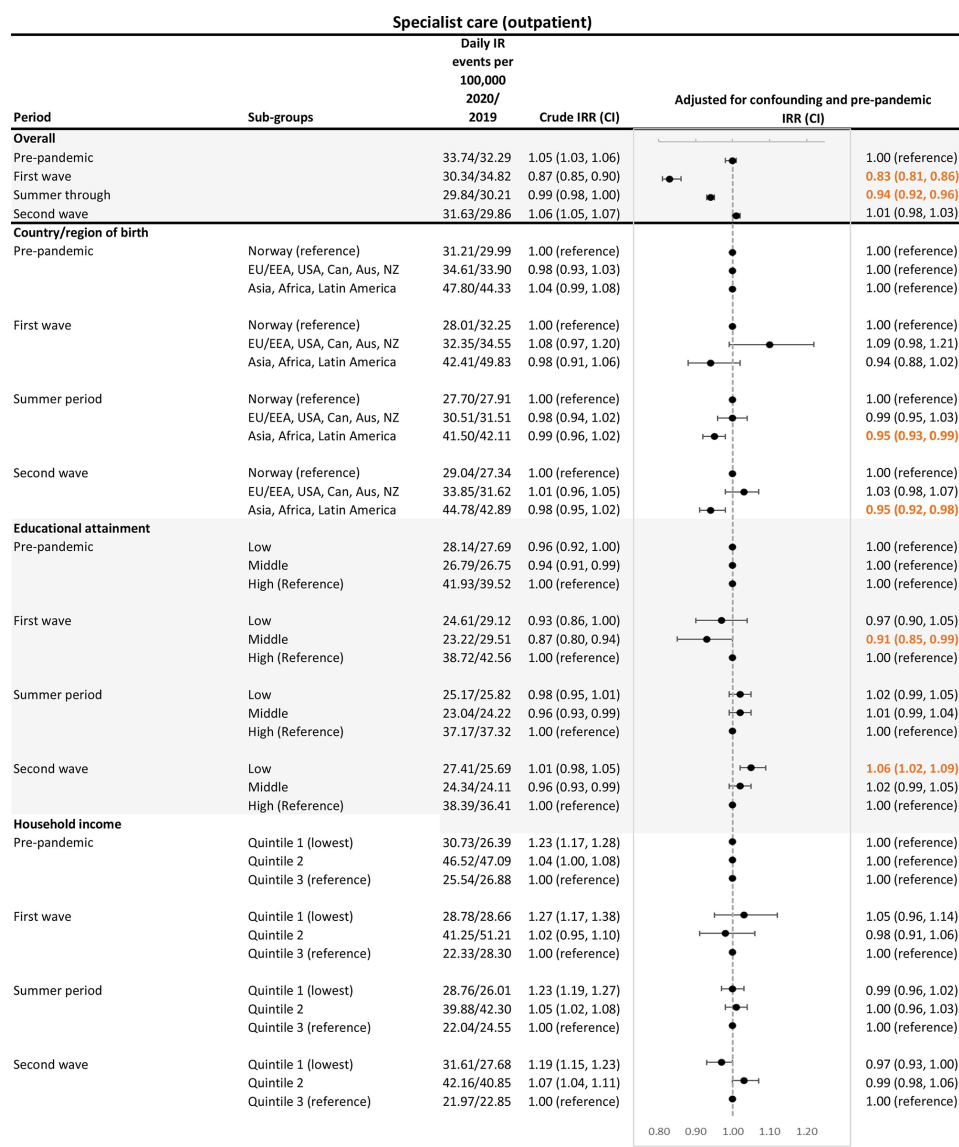 Specialist care (outpatient)
Daily IR
events per
100,000
2020/
2019
Adjusted for confounding and pre-pandemic
Period Sub-groups Crude IRR (CI) IRR (CI)
Overall
Pre-pandemic 33.74/32.29 1.05 (1.03, 1.06) 1.00 (reference)
First wave 30.34/34.82 0.87 (0.85, 0.90) 0.83 (0.81, 0.86)
Summer through 29.84/30.21 0.99 (0.98, 1.00) 0.94 (0.92, 0.96)
Second wave 31.63/29.86 1.06 (1.05, 1.07) 1.01 (0.98, 1.03)
Country/region of birth
Pre-pandemic Norway (reference) 31.21/29.99 1.00 (reference) 1.00 (reference)
EU/EEA, USA, Can, Aus, NZ 34.61/33.90 0.98 (0.93, 1.03) 1.00 (reference)
Asia, Africa, Latin America 47.80/44.33 1.04 (0.99, 1.08) 1.00 (reference)
First wave Norway (reference) 28.01/32.25 1.00 (reference) 1.00 (reference)
EU/EEA, USA, Can, Aus, NZ 32.35/34.55 1.08 (0.97, 1.20) 1.09 (0.98, 1.21)
Asia, Africa, Latin America 42.41/49.83 0.98 (0.91, 1.06) 0.94 (0.88, 1.02)
Summer period Norway (reference) 27.70/27.91 1.00 (reference) 1.00 (reference)
EU/EEA, USA, Can, Aus, NZ 30.51/31.51 0.98 (0.94, 1.02) 0.99 (0.95, 1.03)
Asia, Africa, Latin America 41.50/42.11 0.99 (0.96, 1.02) 0.95 (0.93, 0.99)
Second wave Norway (reference) 29.04/27.34 1.00 (reference) 1.00 (reference)
EU/EEA, USA, Can, Aus, NZ 33.85/31.62 1.01 (0.96, 1.05) 1.03 (0.98, 1.07)
Asia, Africa, Latin America 44.78/42.89 0.98 (0.95, 1.02) 0.95 (0.92, 0.98)
Educational attainment
Pre-pandemic Low 28.14/27.69 0.96 (0.92, 1.00) 1.00 (reference)
Middle 26.79/26.75 0.94 (0.91, 0.99) 1.00 (reference)
High (Reference) 41.93/39.52 1.00 (reference) 1.00 (reference)
First wave Low 24.61/29.12 0.93 (0.86, 1.00) 0.97 (0.90, 1.05)
Middle 23.22/29.51 0.87 (0.80, 0.94) 0.91 (0.85, 0.99)
High (Reference) 38.72/42.56 1.00 (reference) 1.00 (reference)
Summer period Low 25.17/25.82 0.98 (0.95, 1.01) 1.02 (0.99, 1.05)
Middle 23.04/24.22 0.96 (0.93, 0.99) 1.01 (0.99, 1.04)
High (Reference) 37.17/37.32 1.00 (reference) 1.00 (reference)
Second wave Low 27.41/25.69 1.01 (0.98, 1.05) 1.06 (1.02, 1.09)
Middle 24.34/24.11 0.96 (0.93, 0.99) 1.02 (0.99, 1.05)
High (Reference) 38.39/36.41 1.00 (reference) 1.00 (reference)
Household income
Pre-pandemic Quintile 1 (lowest) 30.73/26.39 1.23 (1.17, 1.28) 1.00 (reference)
Quintile 2 46.52/47.09 1.04 (1.00, 1.08) 1.00 (reference)
Quintile 3 (reference) 25.54/26.88 1.00 (reference) 1.00 (reference)
First wave Quintile 1 (lowest) 28.78/28.66 1.27 (1.17, 1.38) 1.05 (0.96, 1.14)
Quintile 2 41.25/51.21 1.02 (0.95, 1.10) 0.98 (0.91, 1.06)
Quintile 3 (reference) 22.33/28.30 1.00 (reference) 1.00 (reference)
Summer period Quintile 1 (lowest) 28.76/26.01 1.23 (1.19, 1.27) 0.99 (0.96, 1.02)
Quintile 2 39.88/42.30 1.05 (1.02, 1.08) 1.00 (0.96, 1.03)
Quintile 3 (reference) 22.04/24.55 1.00 (reference) 1.00 (reference)
Second wave Quintile 1 (lowest) 31.61/27.68 1.19 (1.15, 1.23) 0.97 (0.93, 1.00)
Quintile 2 42.16/40.85 1.07 (1.04, 1.11) 0.99 (0.98, 1.06)
Quintile 3 (reference) 21.97/22.85 1.00 (reference) 1.00 (reference)
0.80 0.90 1.00 1.10 1.20